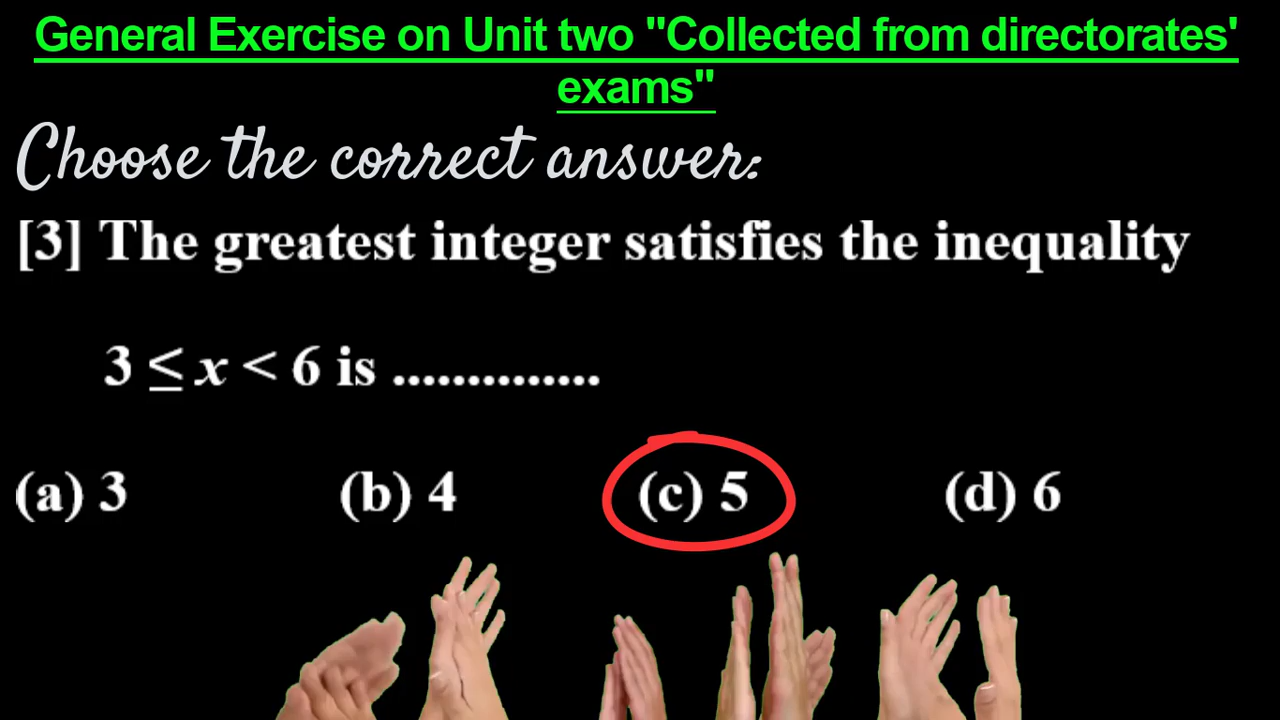 General Exercise on Unit two "Collected from directorates'
exams"
Choose the correct answer:
[3] The greatest integer satisfies the inequality
3 ≤ x < 6 is ..............
(a) 3 (b) 4 (c) 5 (d) 6